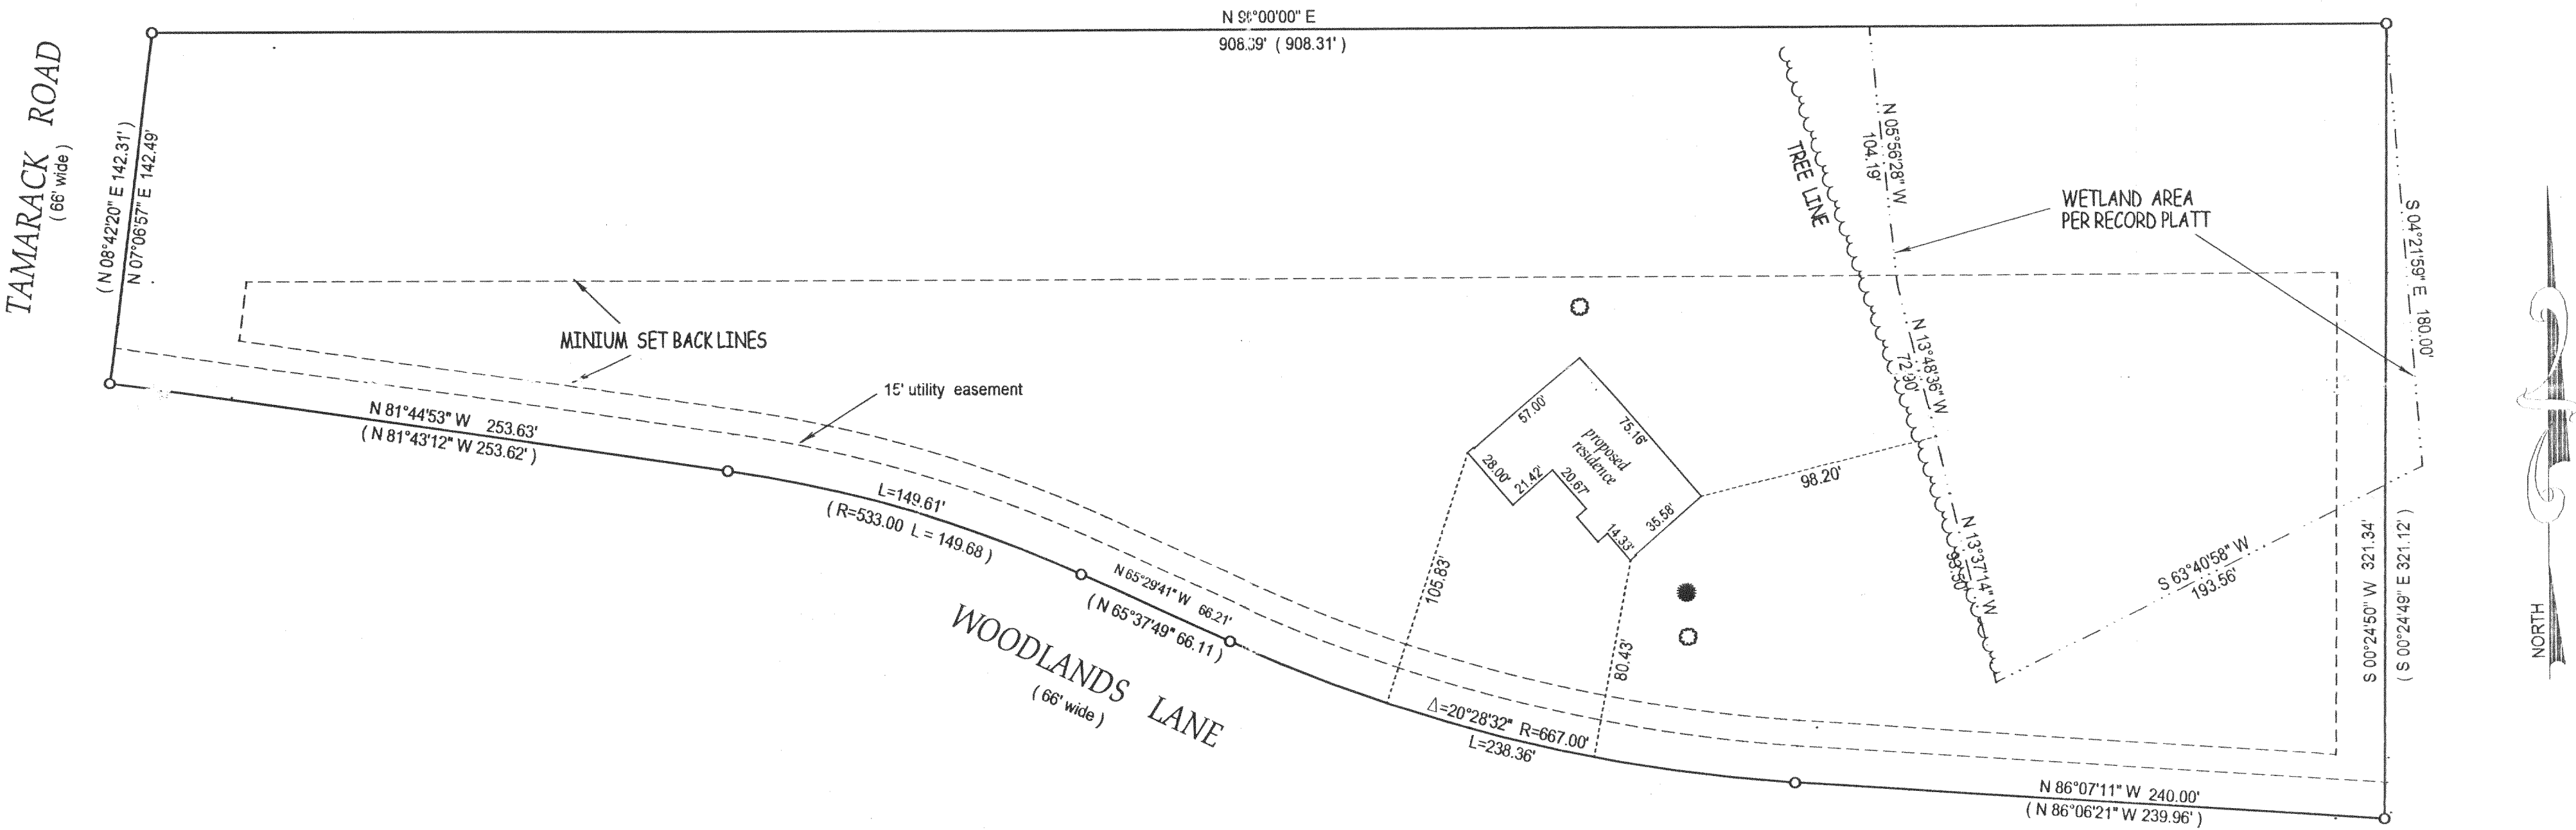 N 90°00'00" E
908.39' ( 908.31' )
TAMARACK ROAD
( 66' wide )
( N 08°42'20" E 142.31' )
N 07°06'57" E 142.49'
MINIUM SET BACK LINES
15' utility easement
N 81°44'53" W 253.63'
( N 81°43'12" W 253.62' )
L=149.61'
( R=533.00 L = 149.68 )
N 65°29'41" W 66.21'
( N 65°37'49" 66.11 )
WOODLANDS LANE
( 66' wide )
57.00'
75.16'
proposed
residence
28.00'
21.42'
20.67'
14.33'
35.58'
105.83'
80.43'
98.20'
Δ=20°28'32" R=667.00'
L=238.36'
TREE LINE
N 05°56'28" W
104.19'
N 13°48'36" W
72.90'
N 13°37'14" W
93.50'
WETLAND AREA
PER RECORD PLATT
S 04°21'59" E 180.00'
S 63°40'58" W
193.56'
S 00°24'50" W 321.34'
( S 00°24'49" E 321.12' )
N 86°07'11" W 240.00'
( N 86°06'21" W 239.96' )
NORTH